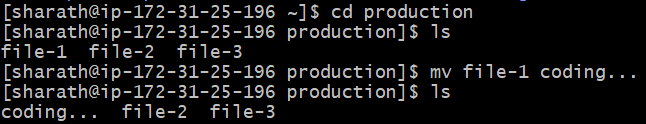 [sharath@ip-172-31-25-196 ~]$ cd production
[sharath@ip-172-31-25-196 production]$ ls
file-1  file-2  file-3
[sharath@ip-172-31-25-196 production]$ mv file-1 coding...
[sharath@ip-172-31-25-196 production]$ ls
coding...  file-2  file-3